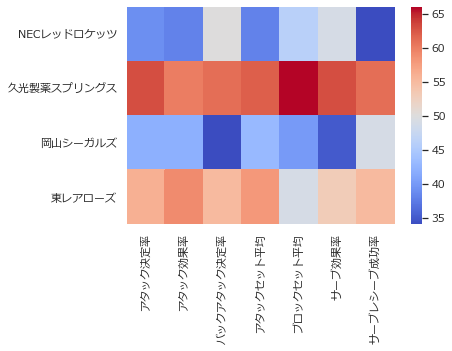 NECレッドロケッツ
久光製薬スプリングス
岡山シーガルズ
東レアローズ
アタック決定率
アタック効果率
バックアタック決定率
アタックセット平均
ブロックセット平均
サーブ効果率
サーブレシーブ成功率
65
60
55
50
45
40
35